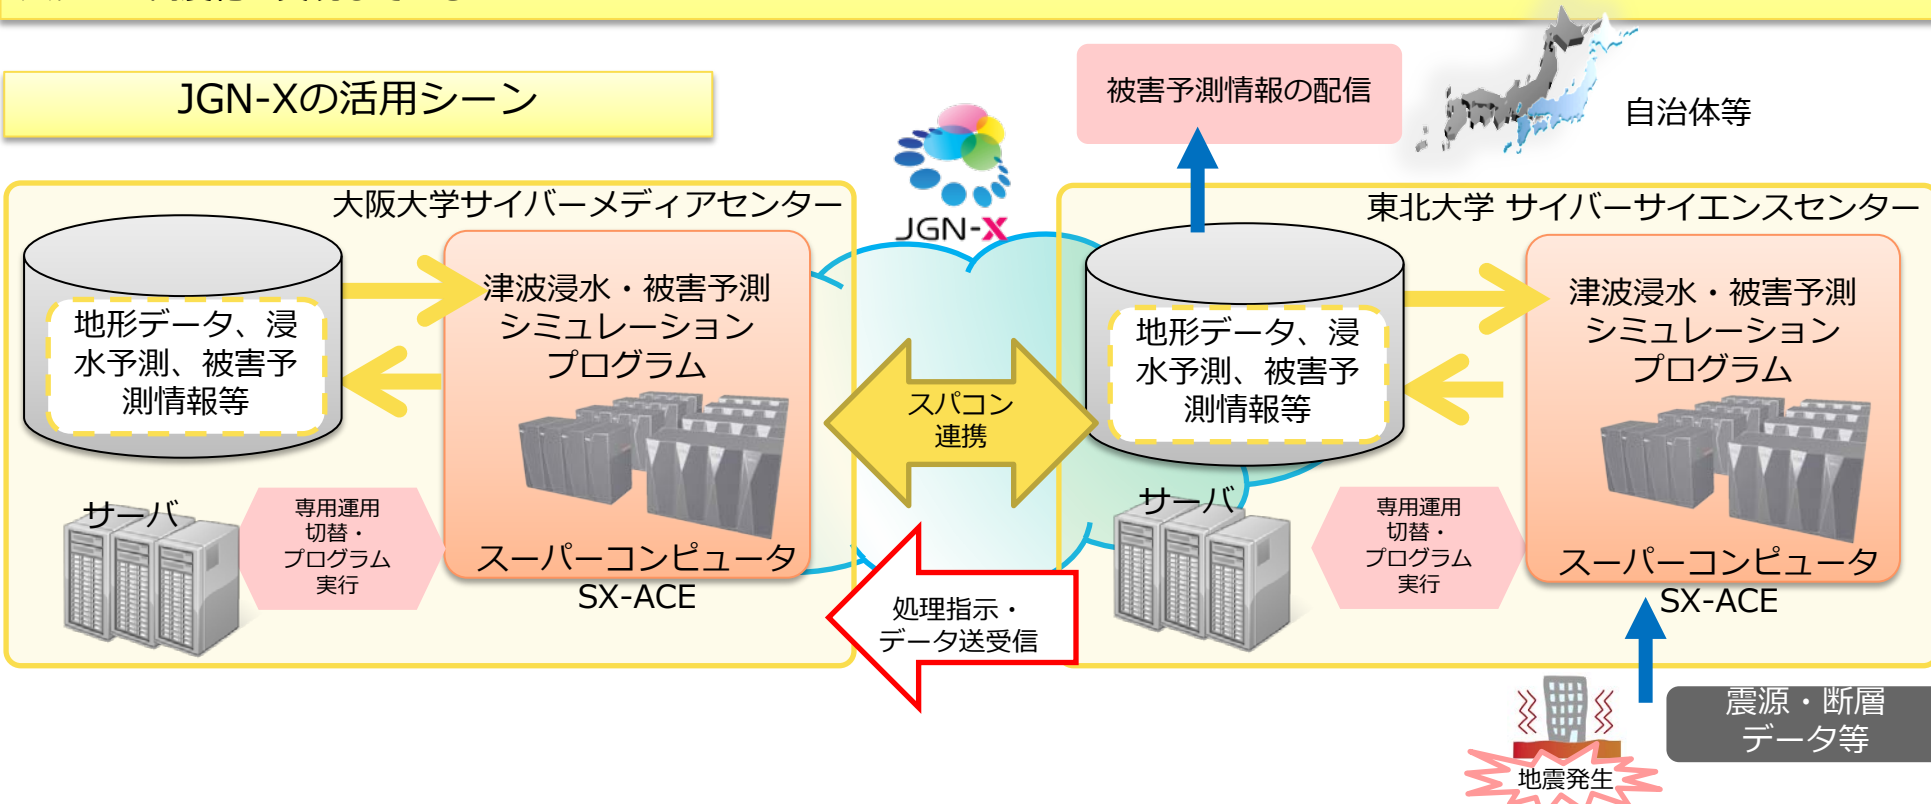 JGN-Xの活用シーン
被害予測情報の配信
自治体等
JGN-X
大阪大学サイバーメディアセンター
地形データ、浸
水予測、被害予
測情報等
津波浸水・被害予測
シミュレーション
プログラム
サーバ
専用運用
切替・
プログラム
実行
スーパーコンピュータ
SX-ACE
スパコン
連携
処理指示・
データ送受信
東北大学 サイバーサイエンスセンター
地形データ、浸
水予測、被害予
測情報等
津波浸水・被害予測
シミュレーション
プログラム
サーバ
専用運用
切替・
プログラム
実行
スーパーコンピュータ
SX-ACE
震源・断層
データ等
地震発生